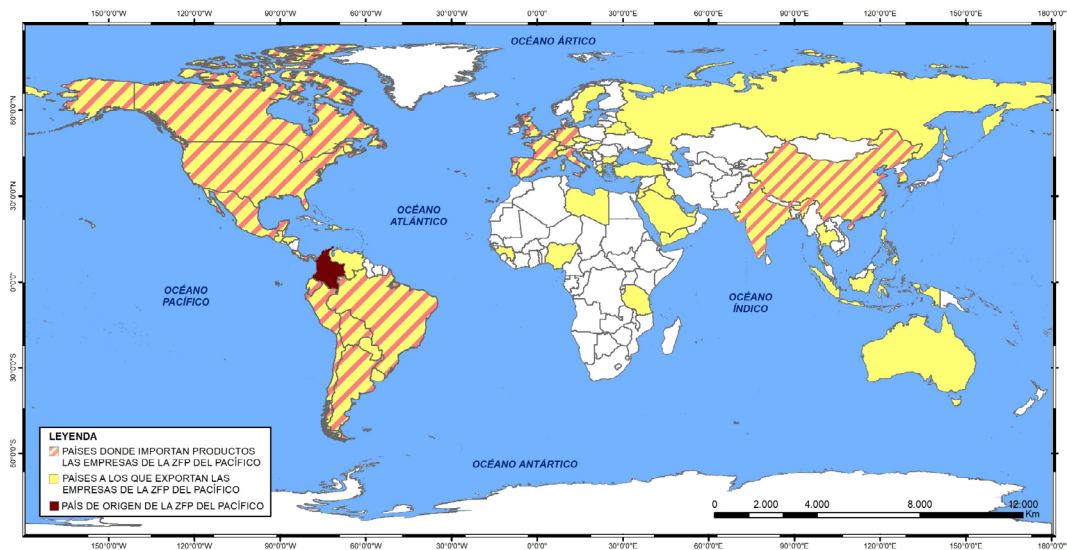 180°0'0"
150°0'0"W
120°0'0"W
90°0'0"W
60°0'0"W
30°0'0"W
0°0'0"
30°0'0"E
60°0'0"E
90°0'0"E
120°0'0"E
150°0'0"E
180°0'0"
OCÉANO ÁRTICO
60°0'0"N
30°0'0"N
0°0'0"
30°0'0"S
60°0'0"S
OCÉANO
ATLÁNTICO
OCÉANO
PACÍFICO
OCÉANO
ÍNDICO
OCÉANO ANTÁRTICO
LEYENDA
PAÍSES DONDE IMPORTAN PRODUCTOS
LAS EMPRESAS DE LA ZFP DEL PACÍFICO
PAÍSES A LOS QUE EXPORTAN LAS
EMPRESAS DE LA ZFP DEL PACÍFICO
PAÍS DE ORIGEN DE LA ZFP DEL PACÍFICO
0 2.000 4.000 8.000 12.000
Km
150°0'0"W
120°0'0"W
90°0'0"W
60°0'0"W
30°0'0"W
0°0'0"
30°0'0"E
60°0'0"E
90°0'0"E
120°0'0"E
150°0'0"E
180°0'0"